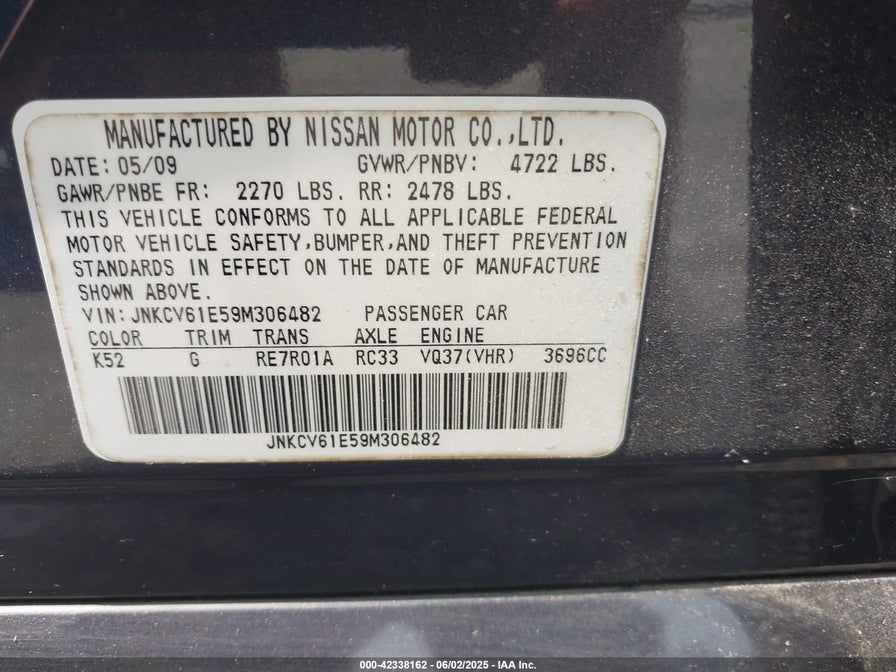 MANUFACTURED BY NISSAN MOTOR CO.,LTD.
DATE: 05/09 GVWR/PNBV: 4722 LBS.
GAWR/PNBE FR: 2270 LBS. RR: 2478 LBS.
THIS VEHICLE CONFORMS TO ALL APPLICABLE FEDERAL
MOTOR VEHICLE SAFETY,BUMPER,AND THEFT PREVENTION
STANDARDS IN EFFECT ON THE DATE OF MANUFACTURE
SHOWN ABOVE.
VIN: JNKCV61E59M306482 PASSENGER CAR
COLOR TRIM TRANS AXLE ENGINE
K52 G RE7R01A RC33 VQ37(VHR) 3696CC
JNKCV61E59M306482
000-42338162 - 06/02/2025 - IAA Inc.